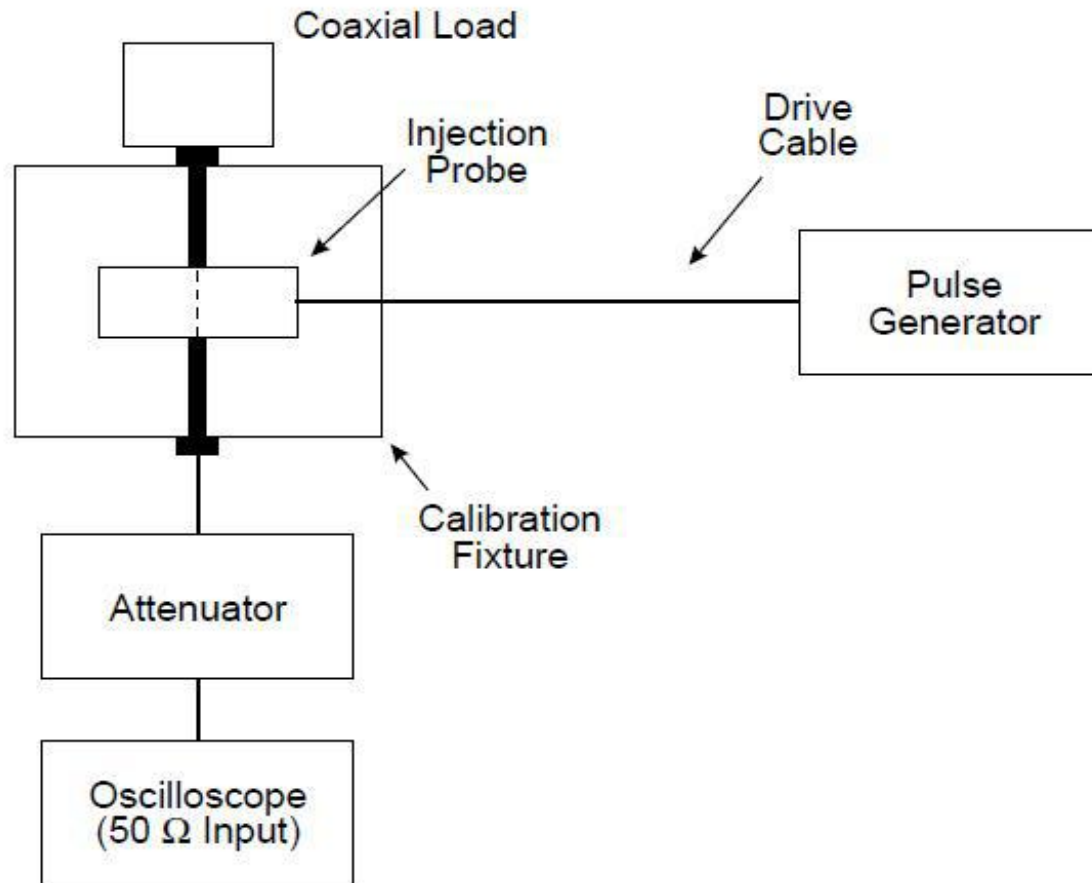 Coaxial Load
Injection
Probe
Drive
Cable
Pulse
Generator
Calibration
Fixture
Attenuator
Oscilloscope
(50 Ω Input)